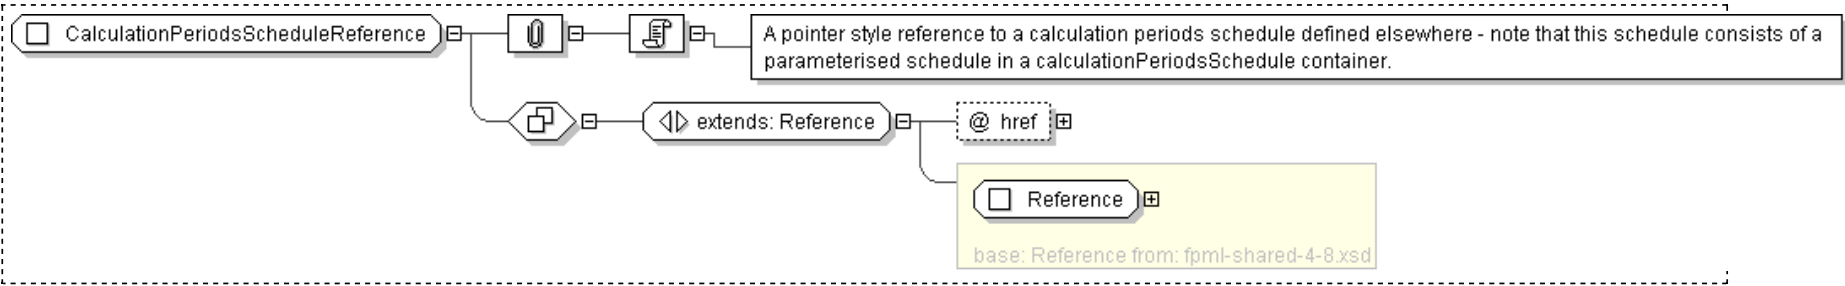 CalculationPeriodsScheduleReference
A pointer style reference to a calculation periods schedule defined elsewhere - note that this schedule consists of a
parameterised schedule in a calculationPeriodsSchedule container.
extends: Reference
@ href
Reference
base: Reference from: fpml-shared-4-8.xsd